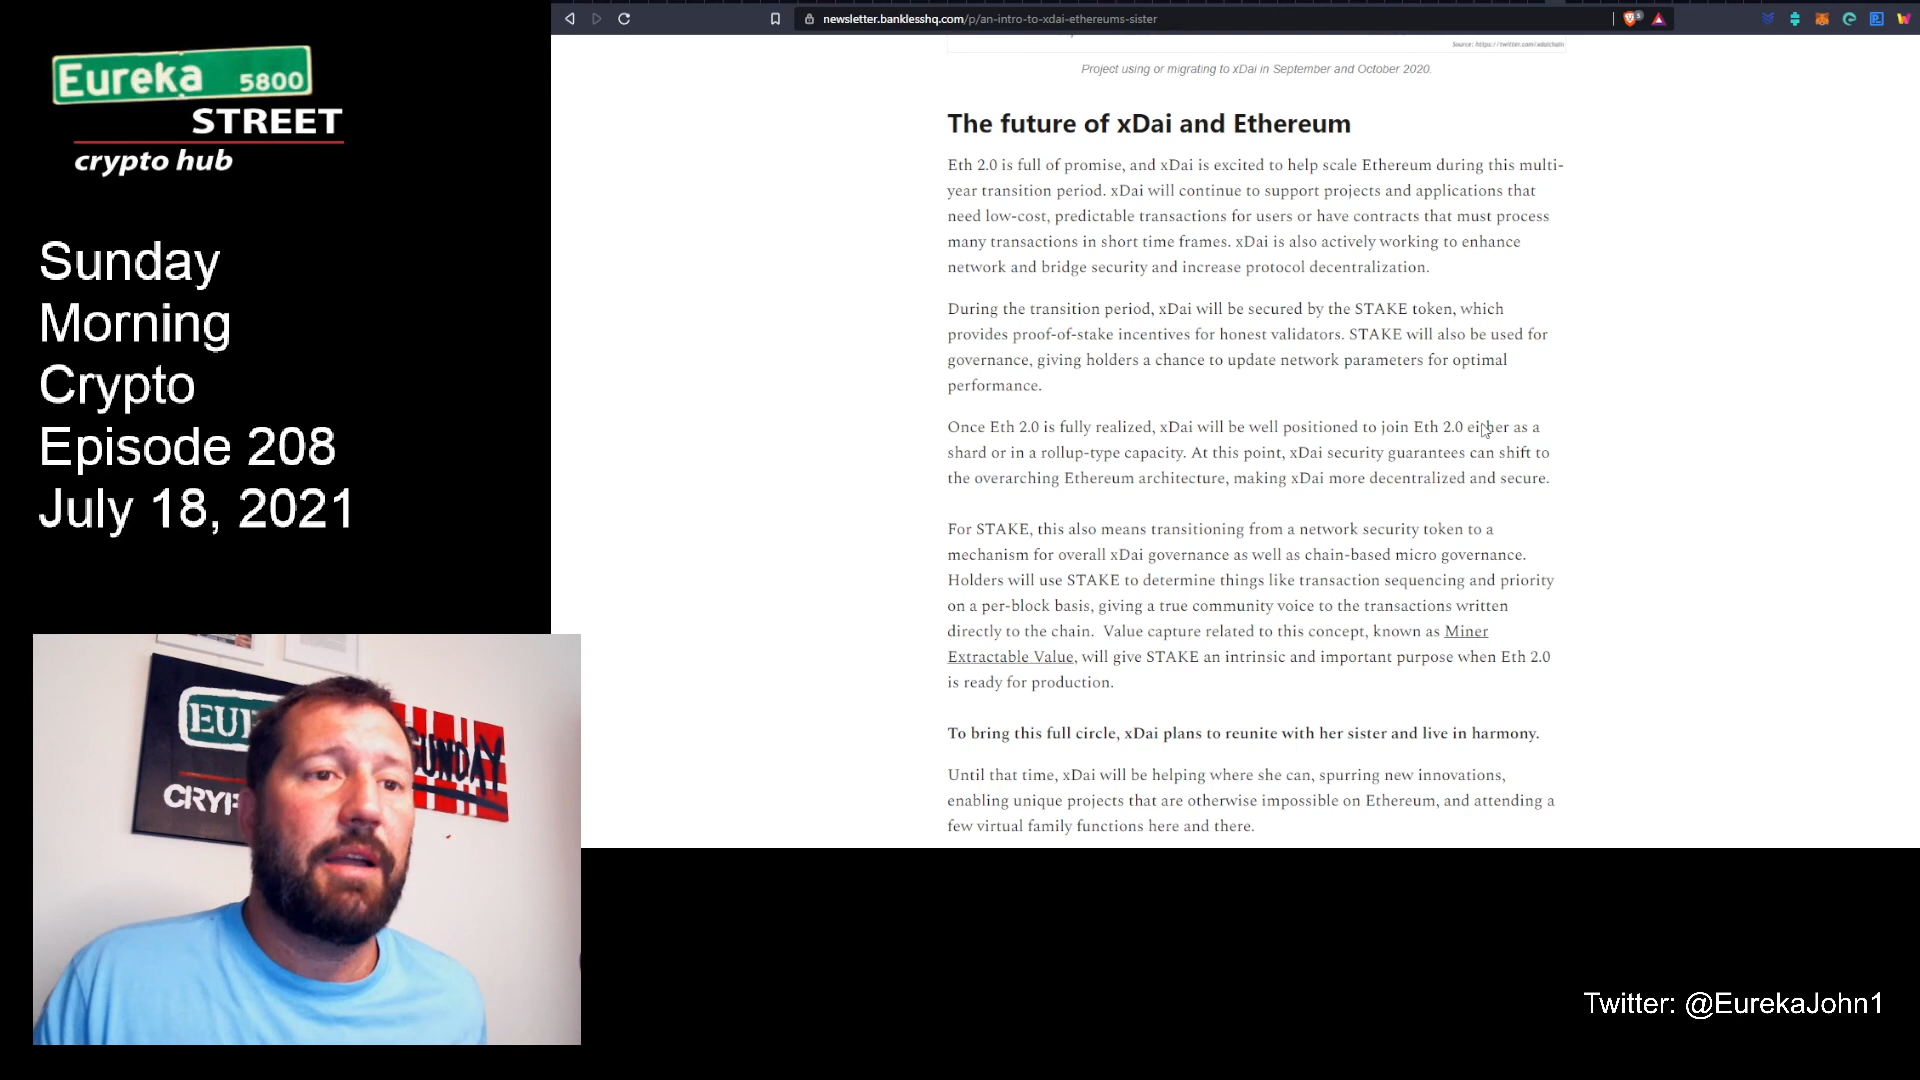 Eureka 5800
STREET
crypto hub
Sunday
Morning
Crypto
Episode 208
July 18, 2021
newsletter.banklesshq.com/p/an-intro-to-xdai-ethereums-sister
Source: https://twitter.com/xdaichain
Project using or migrating to xDai in September and October 2020.
The future of xDai and Ethereum
Eth 2.0 is full of promise, and xDai is excited to help scale Ethereum during this multi-
year transition period. xDai will continue to support projects and applications that
need low-cost, predictable transactions for users or have contracts that must process
many transactions in short time frames. xDai is also actively working to enhance
network and bridge security and increase protocol decentralization.
During the transition period, xDai will be secured by the STAKE token, which
provides proof-of-stake incentives for honest validators. STAKE will also be used for
governance, giving holders a chance to update network parameters for optimal
performance.
Once Eth 2.0 is fully realized, xDai will be well positioned to join Eth 2.0 either as a
shard or in a rollup-type capacity. At this point, xDai security guarantees can shift to
the overarching Ethereum architecture, making xDai more decentralized and secure.
For STAKE, this also means transitioning from a network security token to a
mechanism for overall xDai governance as well as chain-based micro governance.
Holders will use STAKE to determine things like transaction sequencing and priority
on a per-block basis, giving a true community voice to the transactions written
directly to the chain. Value capture related to this concept, known as Miner
Extractable Value, will give STAKE an intrinsic and important purpose when Eth 2.0
is ready for production.
To bring this full circle, xDai plans to reunite with her sister and live in harmony.
Until that time, xDai will be helping where she can, spurring new innovations,
enabling unique projects that are otherwise impossible on Ethereum, and attending a
few virtual family functions here and there.
EUR
CRYP
SUNDAY
Twitter: @EurekaJohn1